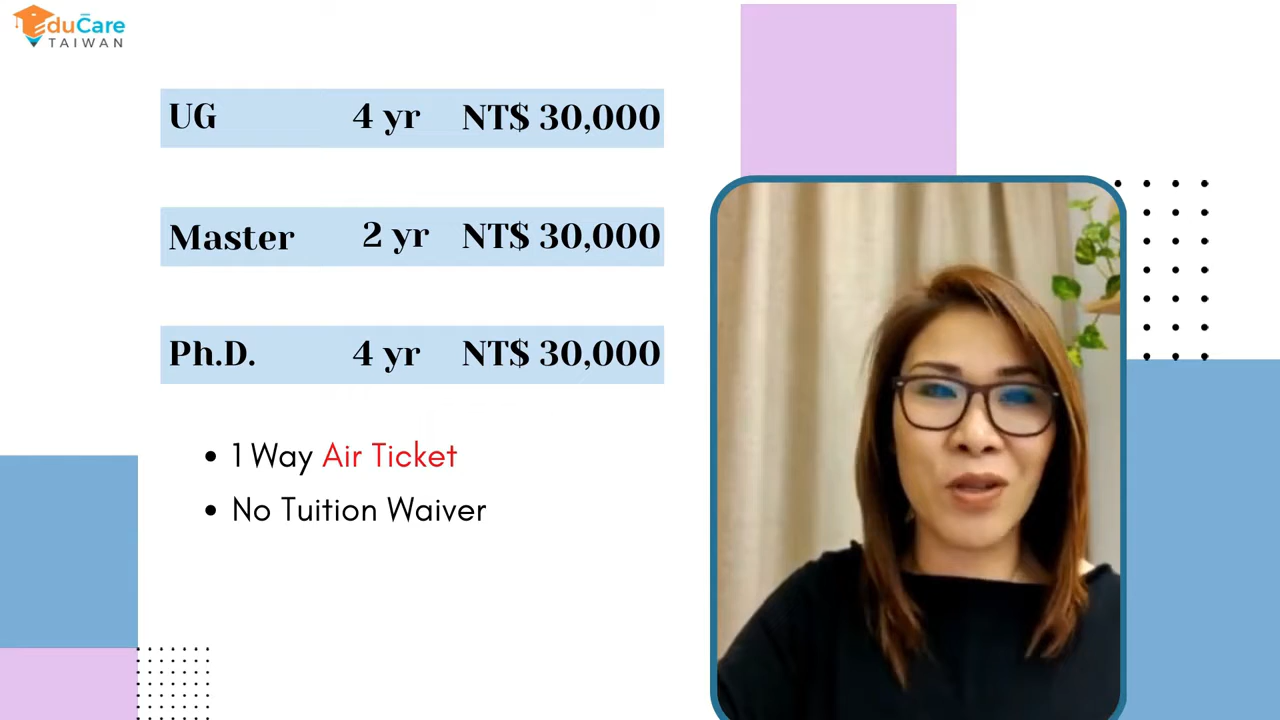 EduCare
TAIWAN
UG 4 yr NT$ 30,000
Master 2 yr NT$ 30,000
Ph.D. 4 yr NT$ 30,000
• 1 Way Air Ticket
• No Tuition Waiver